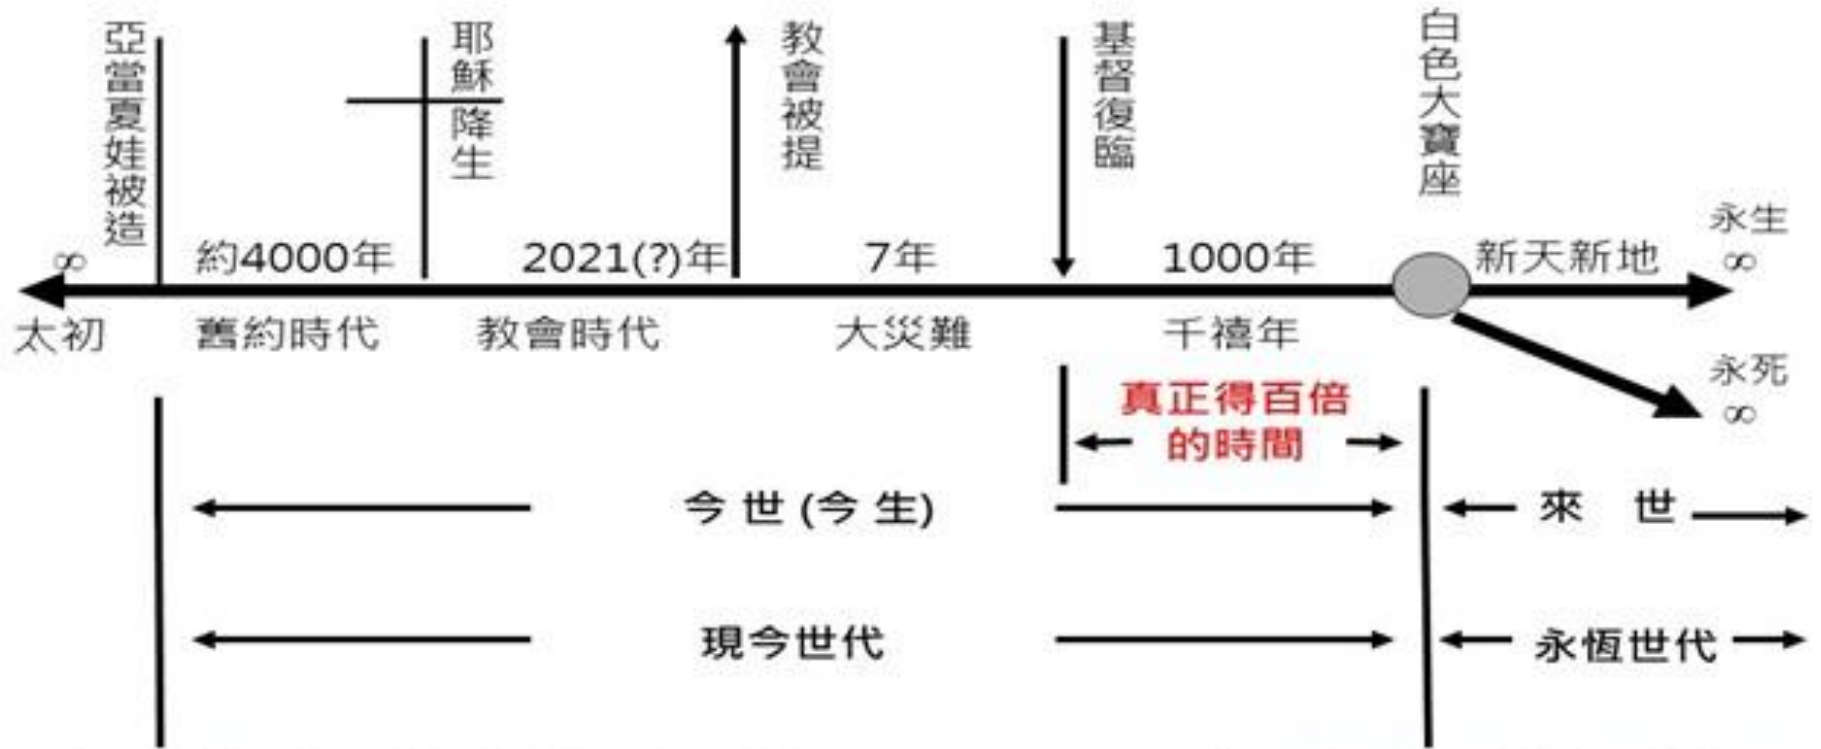 亞當夏娃被造
耶穌降生
教會被提
基督復臨
白色大寶座
∞
約4000年
2021(?)年
7年
1000年
新天新地
永生
∞
太初
舊約時代
教會時代
大災難
千禧年
永死
∞
真正得百倍
的時間
今世(今生)
來 世
現今世代
永恆世代